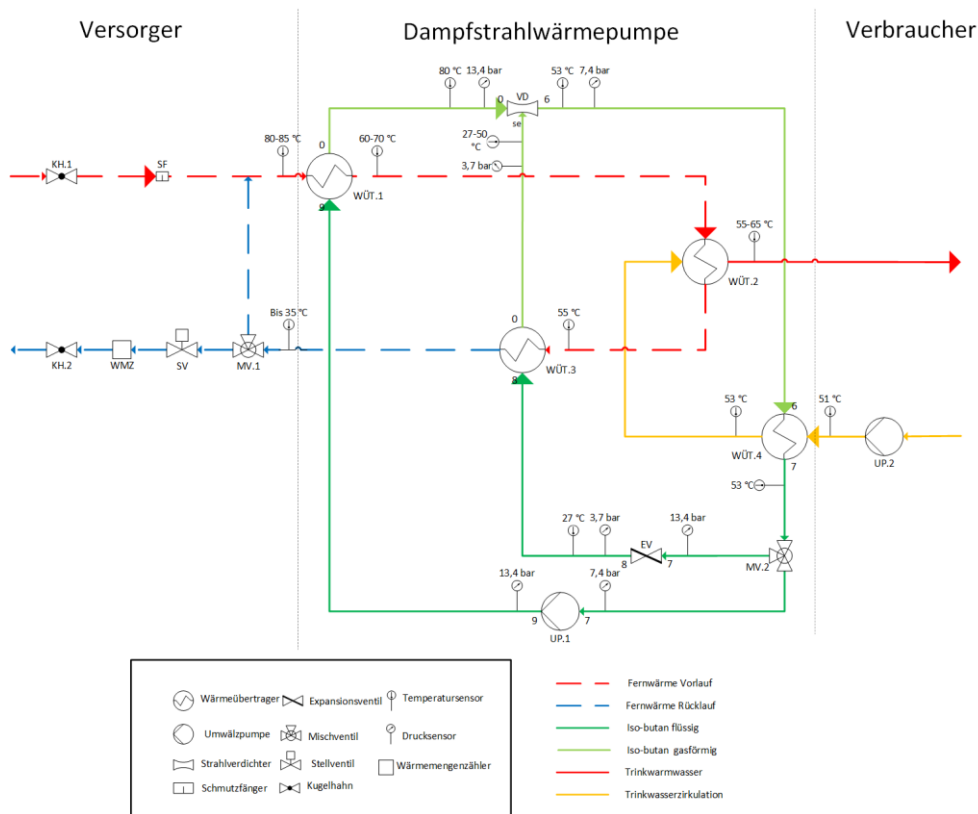 Versorger
Dampfstrahlwärmepumpe
Verbraucher
80 °C
13,4 bar
53 °C
7,4 bar
0
VD
6
se
27-50
°C
3,7 bar
80-85 °C
0
60-70 °C
KH.1
SF
WÜT.1
9
55-65 °C
WÜT.2
Bis 35 °C
0
55 °C
KH.2
WMZ
SV
MV.1
WÜT.3
8
53 °C
6
51 °C
WÜT.4
7
UP.2
53 °C
27 °C
3,7 bar
EV
13,4 bar
8
7
MV.2
13,4 bar
7,4 bar
9
7
UP.1
Wärmeübertrager
Expansionsventil
Temperatursensor
Umwälzpumpe
Mischventil
Drucksensor
Strahlverdichter
Stellventil
Wärmemengenzähler
Schmutzfänger
Kugelhahn
Fernwärme Vorlauf
Fernwärme Rücklauf
Iso-butan flüssig
Iso-butan gasförmig
Trinkwarmwasser
Trinkwasserzirkulation